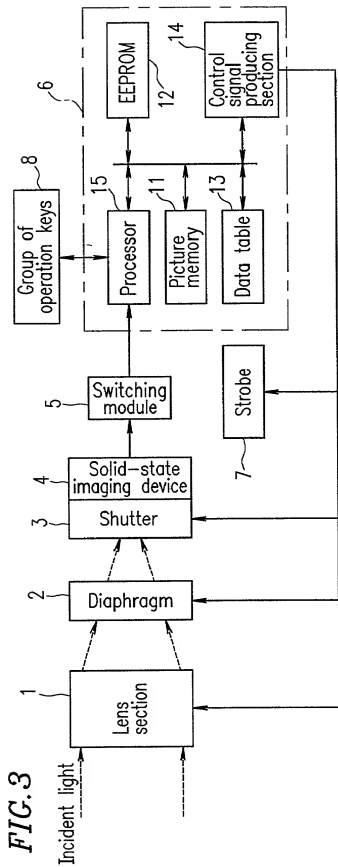 FIG.3
Incident light
1
Lens
section
2
Diaphragm
3
Shutter
4
Solid-state
imaging device
5
Switching
module
6
7
Strobe
8
Group of
operation keys
15
Processor
11
Picture
memory
13
Data table
EEPROM
12
14
Control
signal
producing
section